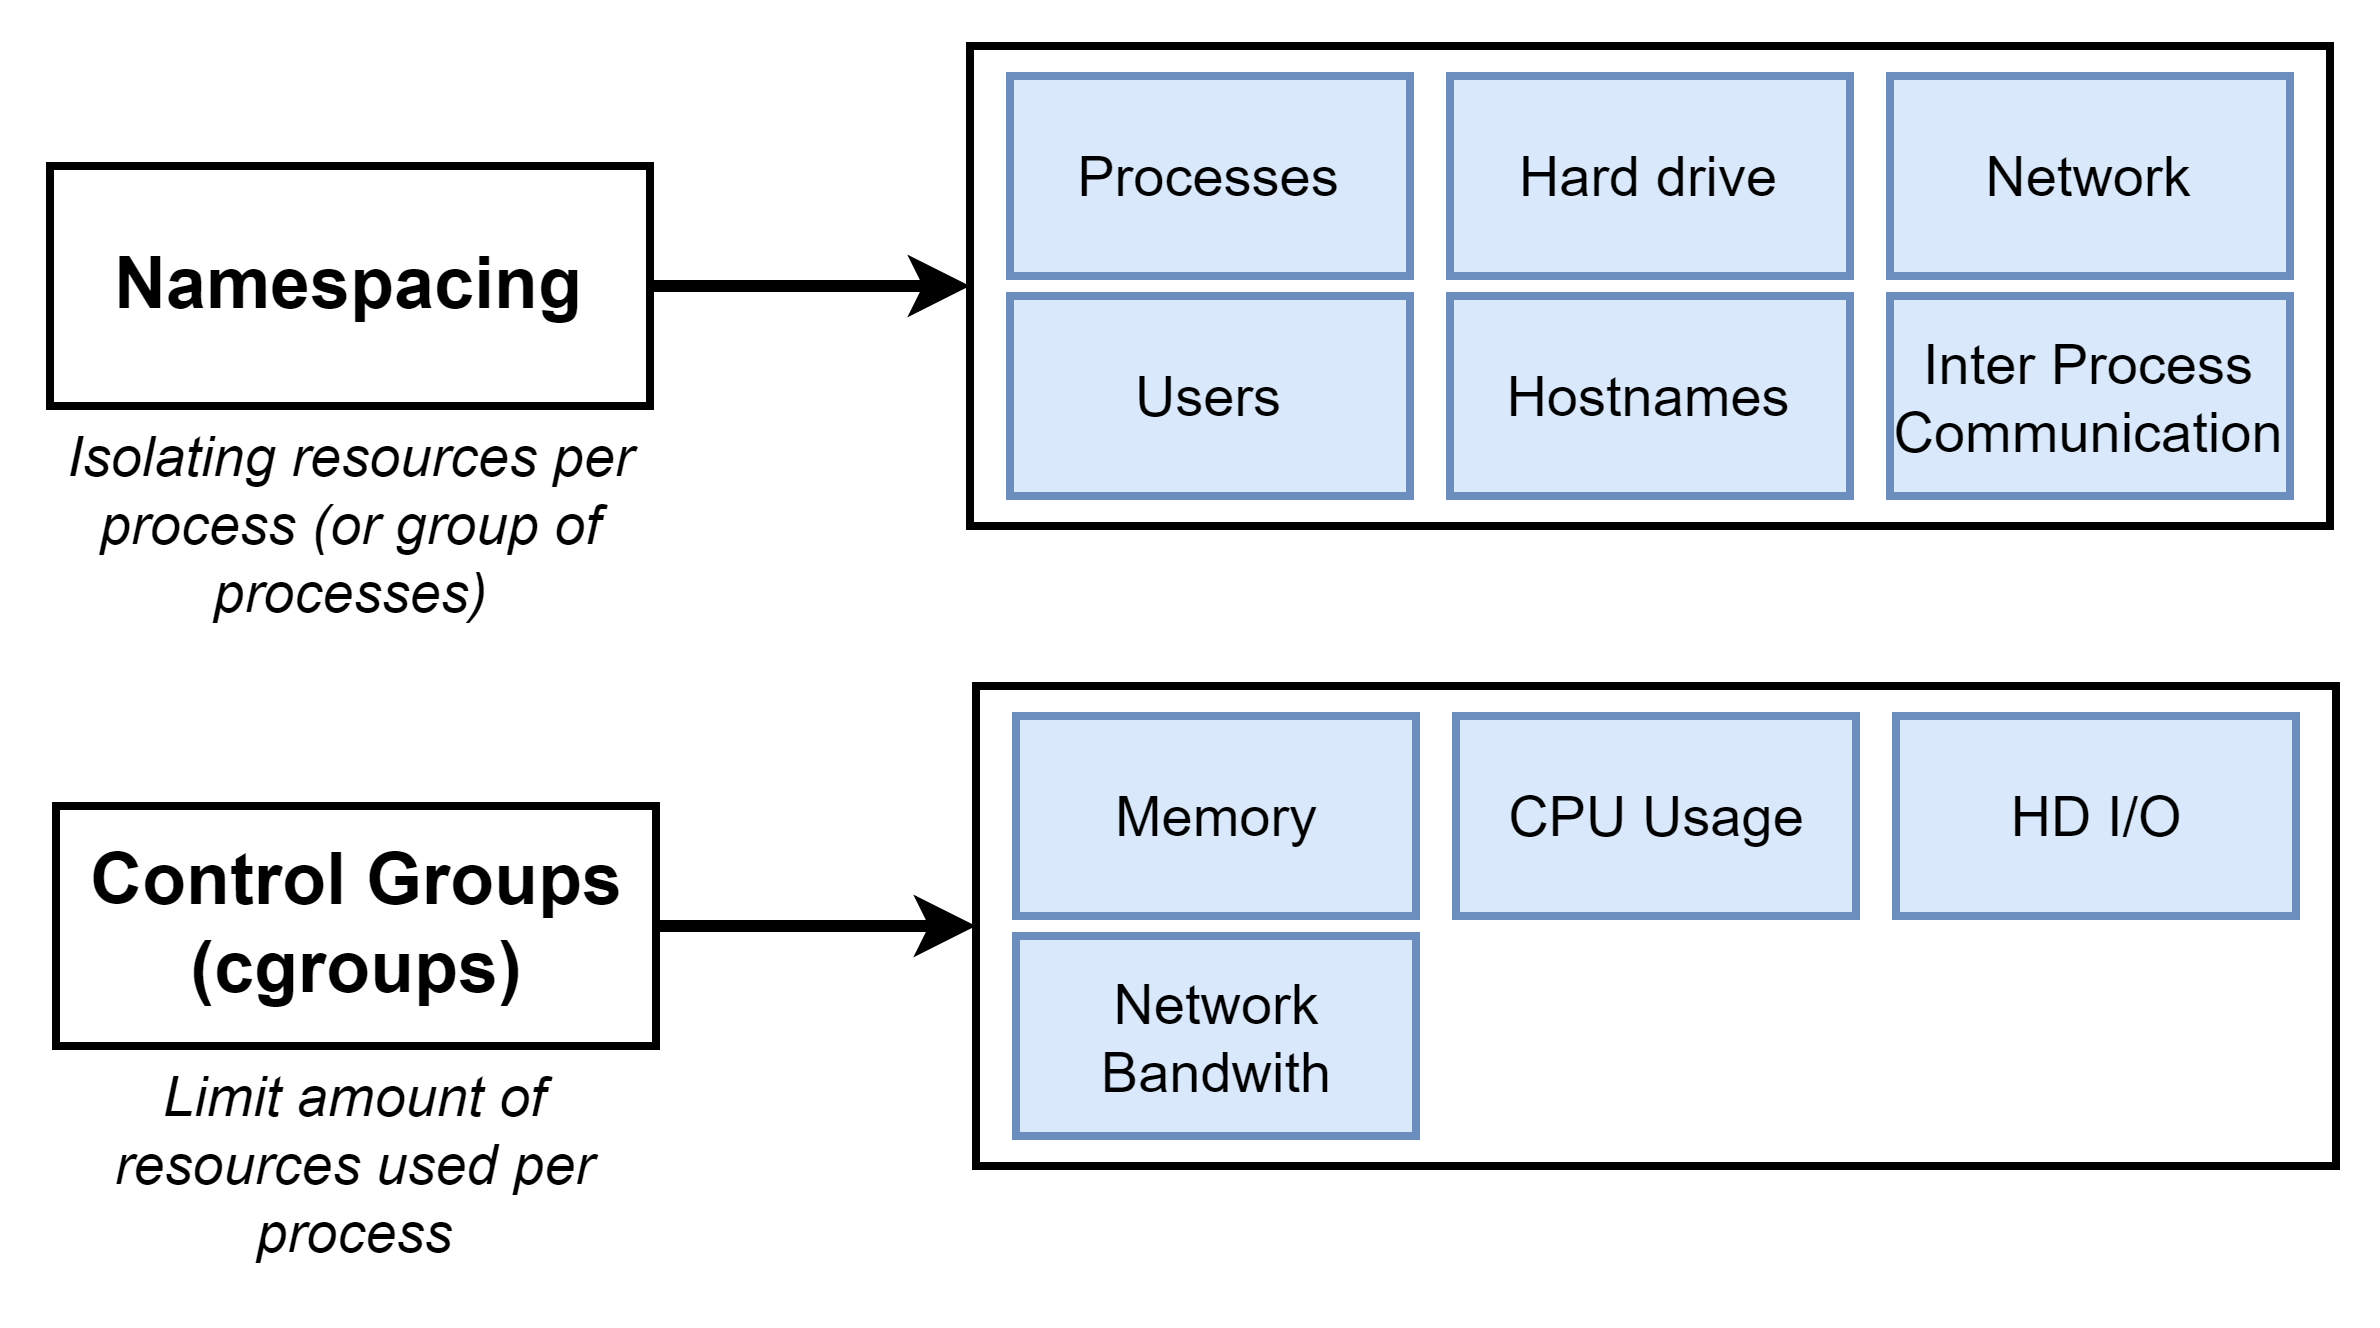 Namespacing
Isolating resources per
process (or group of
processes)
Processes
Hard drive
Network
Users
Hostnames
Inter Process
Communication
Control Groups
(cgroups)
Limit amount of
resources used per
process
Memory
CPU Usage
HD I/O
Network
Bandwith